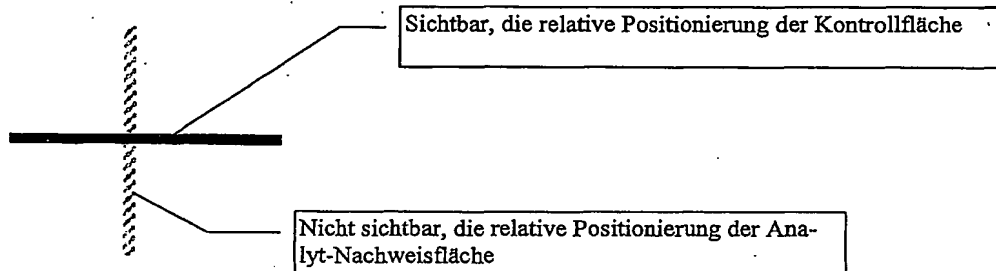 Sichtbar, die relative Positionierung der Kontrollfläche
Nicht sichtbar, die relative Positionierung der Ana-
lyt-Nachweisfläche